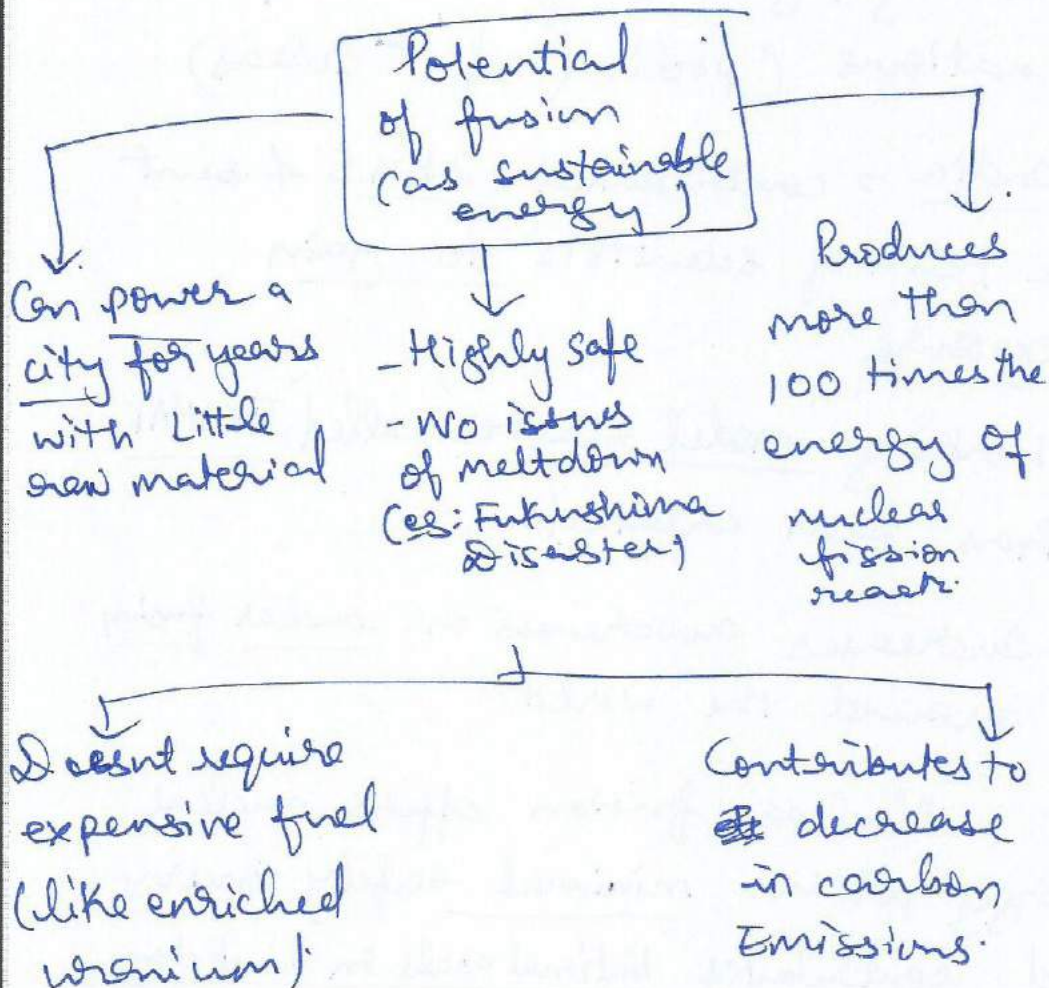 Potential
of fusion
(as sustainable
energy)
Can power a
city for years
with little
raw material
- Highly safe
No issues
of meltdown
(eg: Fukushima
Disaster)
Produces
more than
100 times the
energy of
nuclear
fission
reactr.
Doesnt require
expensive fuel
(like enriched
uranium)
Contributes to
decrease
in carbon
Emissions.